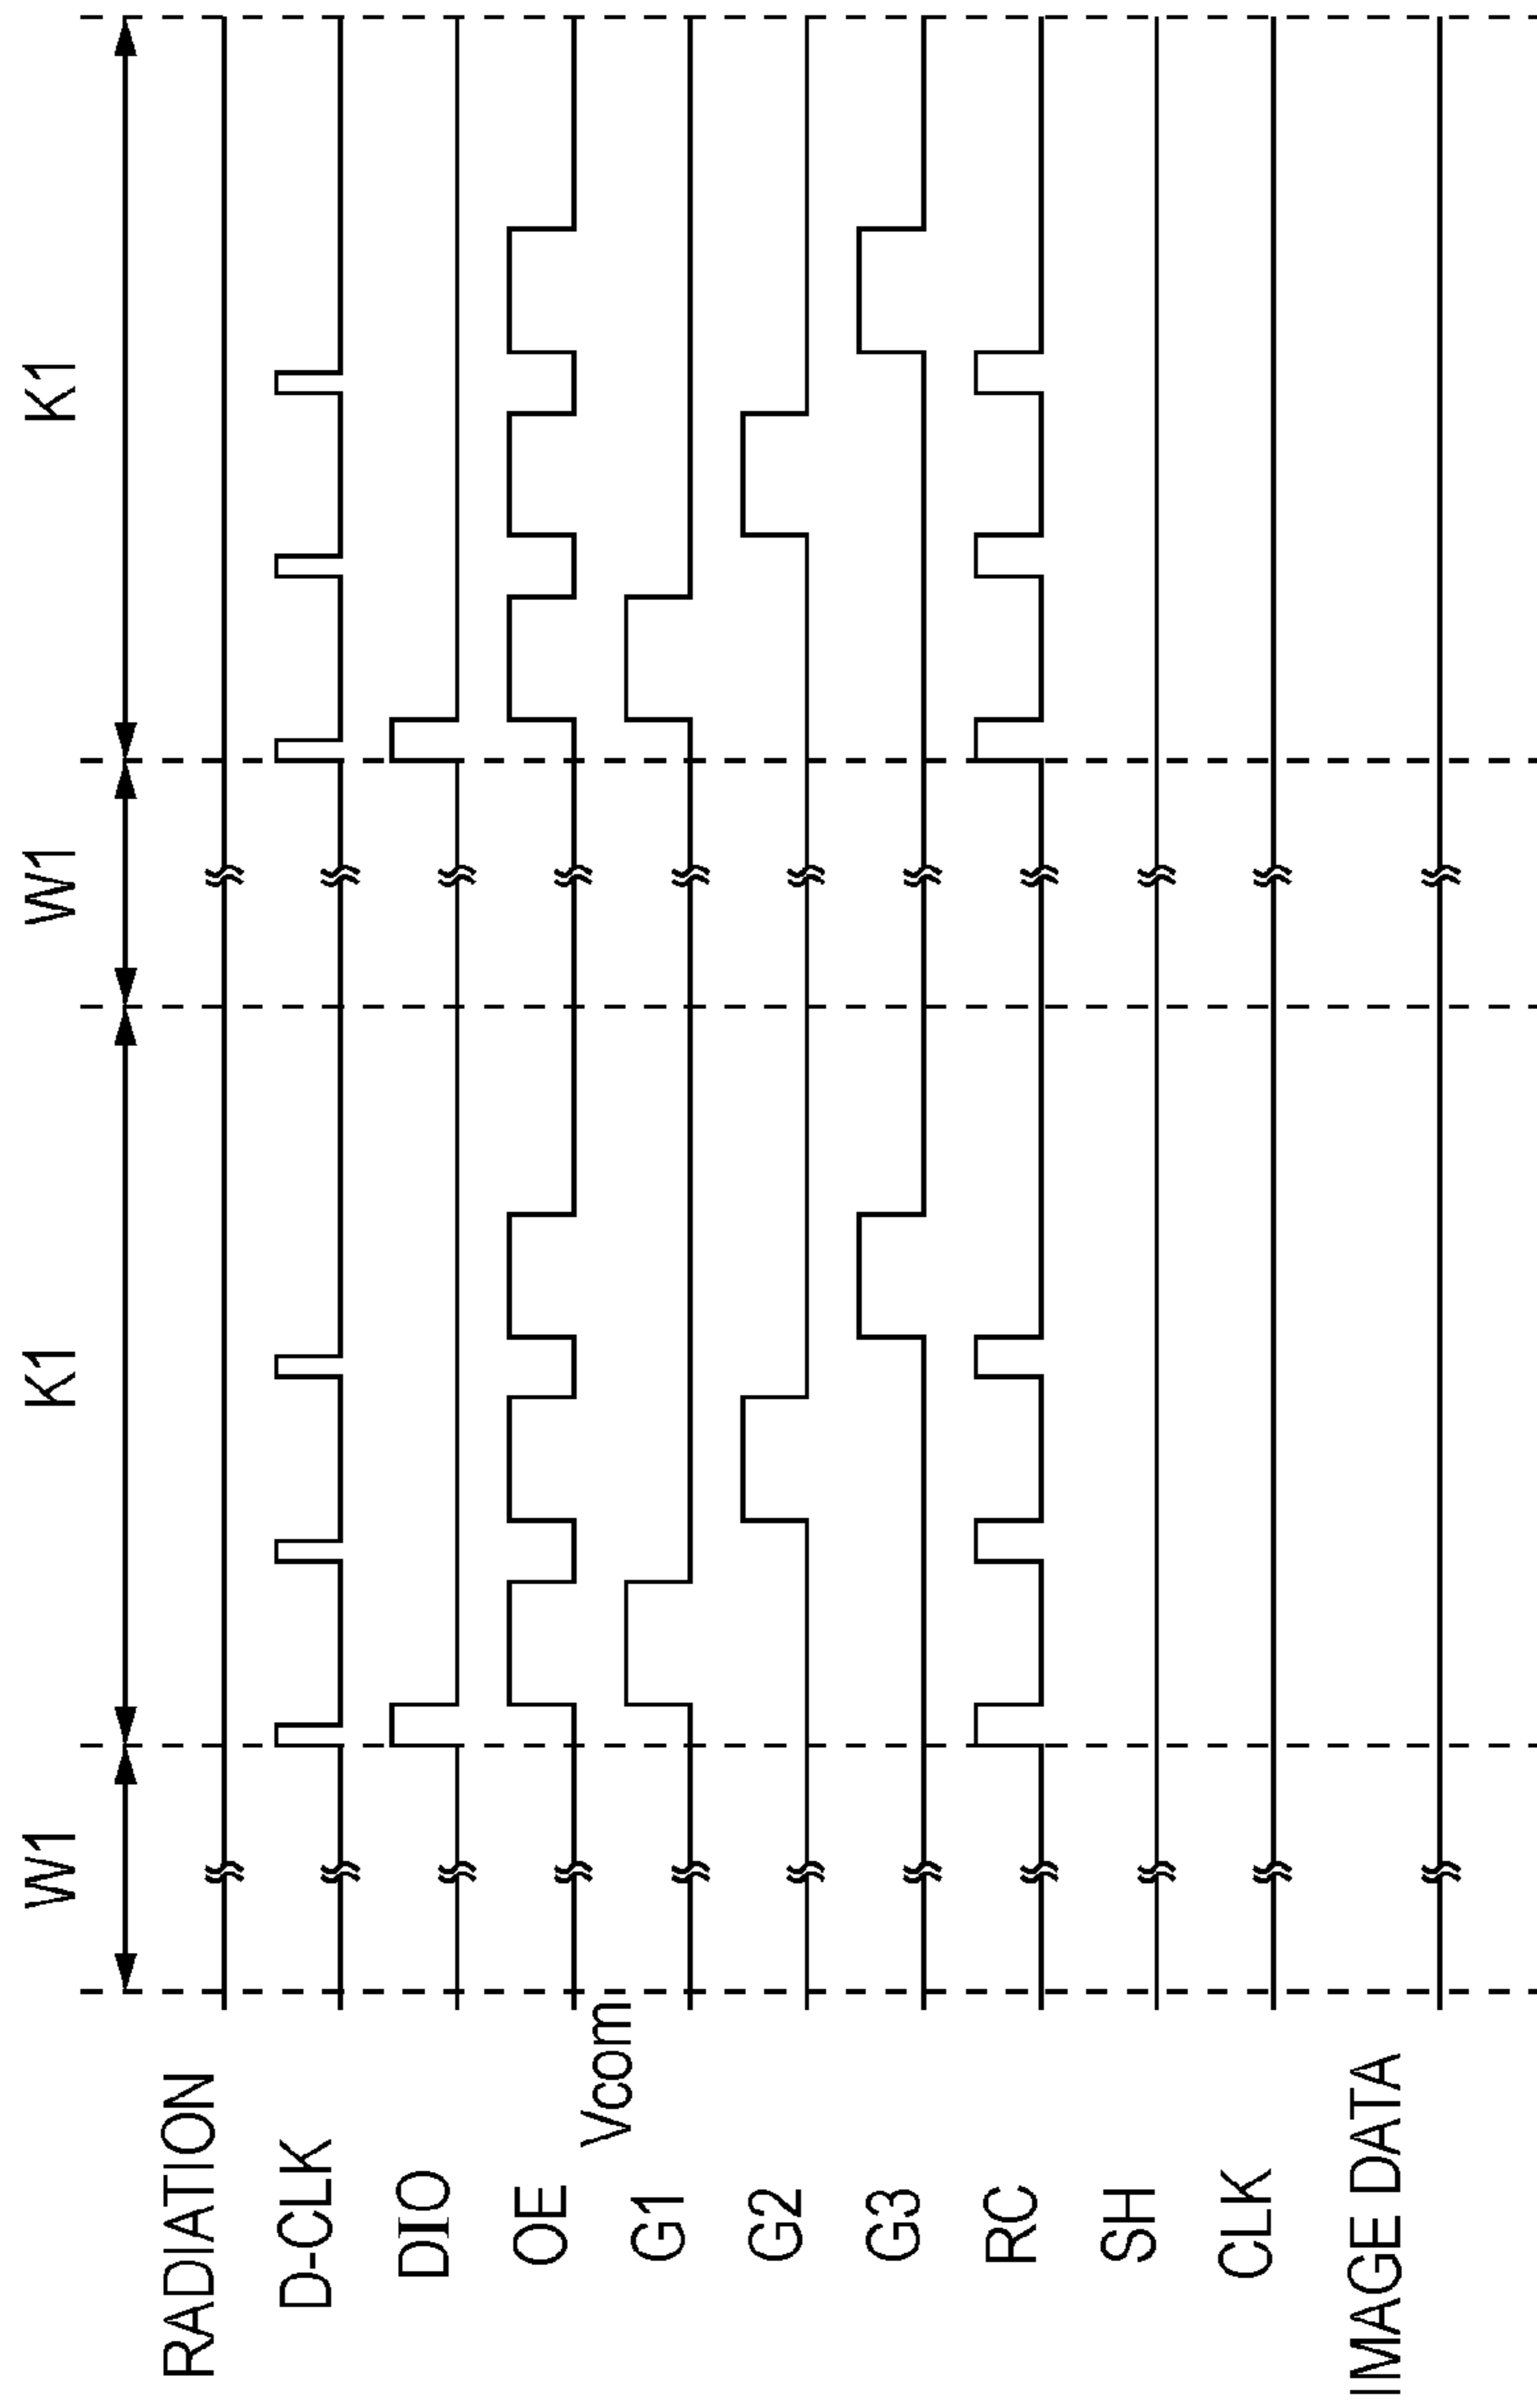 W1
K1
W1
K1
RADIATION
D-CLK
DIO
OE
Vcom
G1
G2
G3
RC
SH
CLK
IMAGE DATA